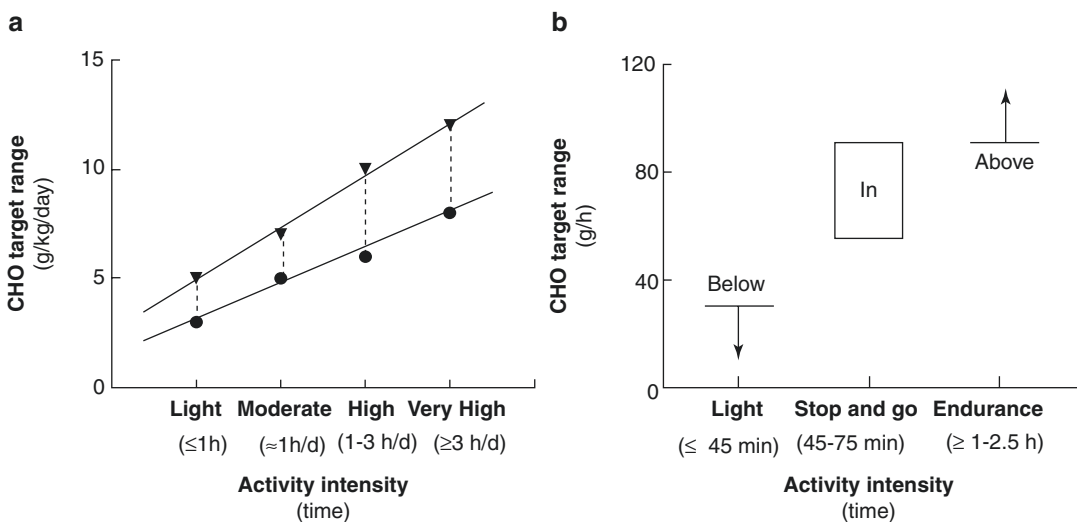 a
CHO target range
(g/kg/day)
15
10
5
0
Light Moderate High Very High
(≤1h) (≈1h/d) (1-3 h/d) (≥3 h/d)
Activity intensity
(time)
b
CHO target range
(g/h)
120
80
40
0
Below
In
Above
Light Stop and go Endurance
(≤ 45 min) (45-75 min) (≥ 1-2.5 h)
Activity intensity
(time)